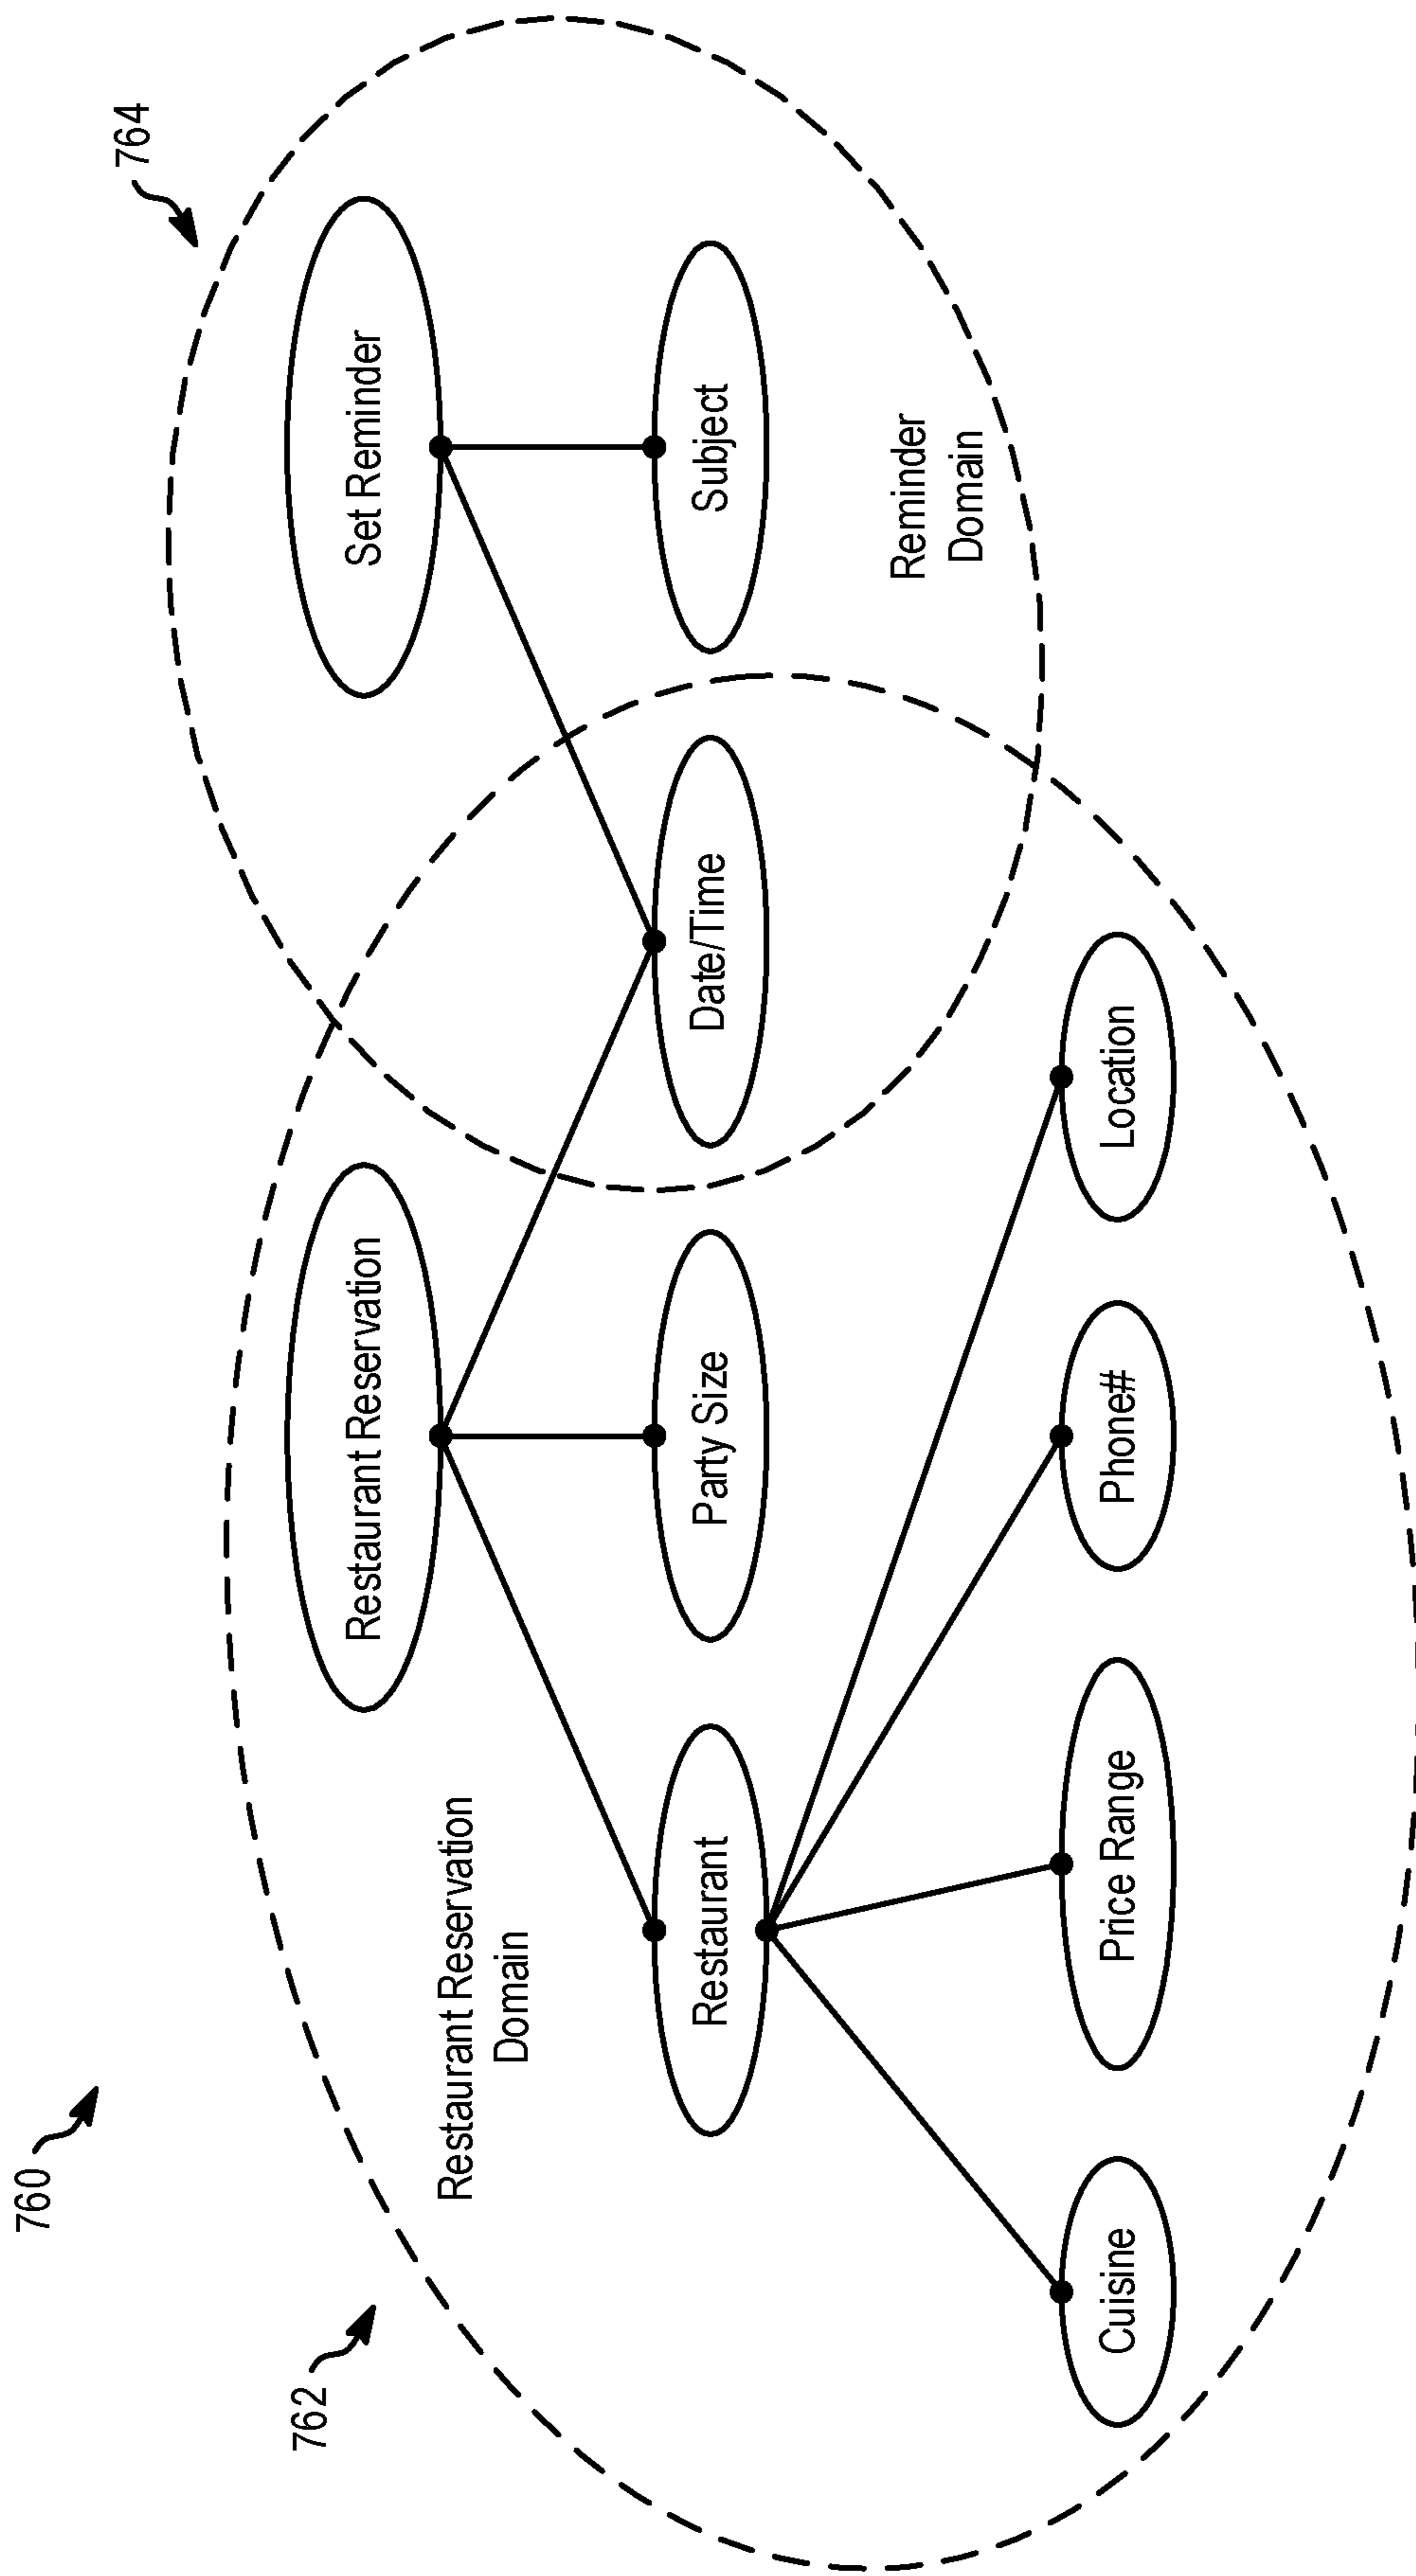 760
762
764
Restaurant Reservation
Set Reminder
Restaurant Reservation
Domain
Restaurant
Party Size
Date/Time
Subject
Reminder
Domain
Cuisine
Price Range
Phone#
Location